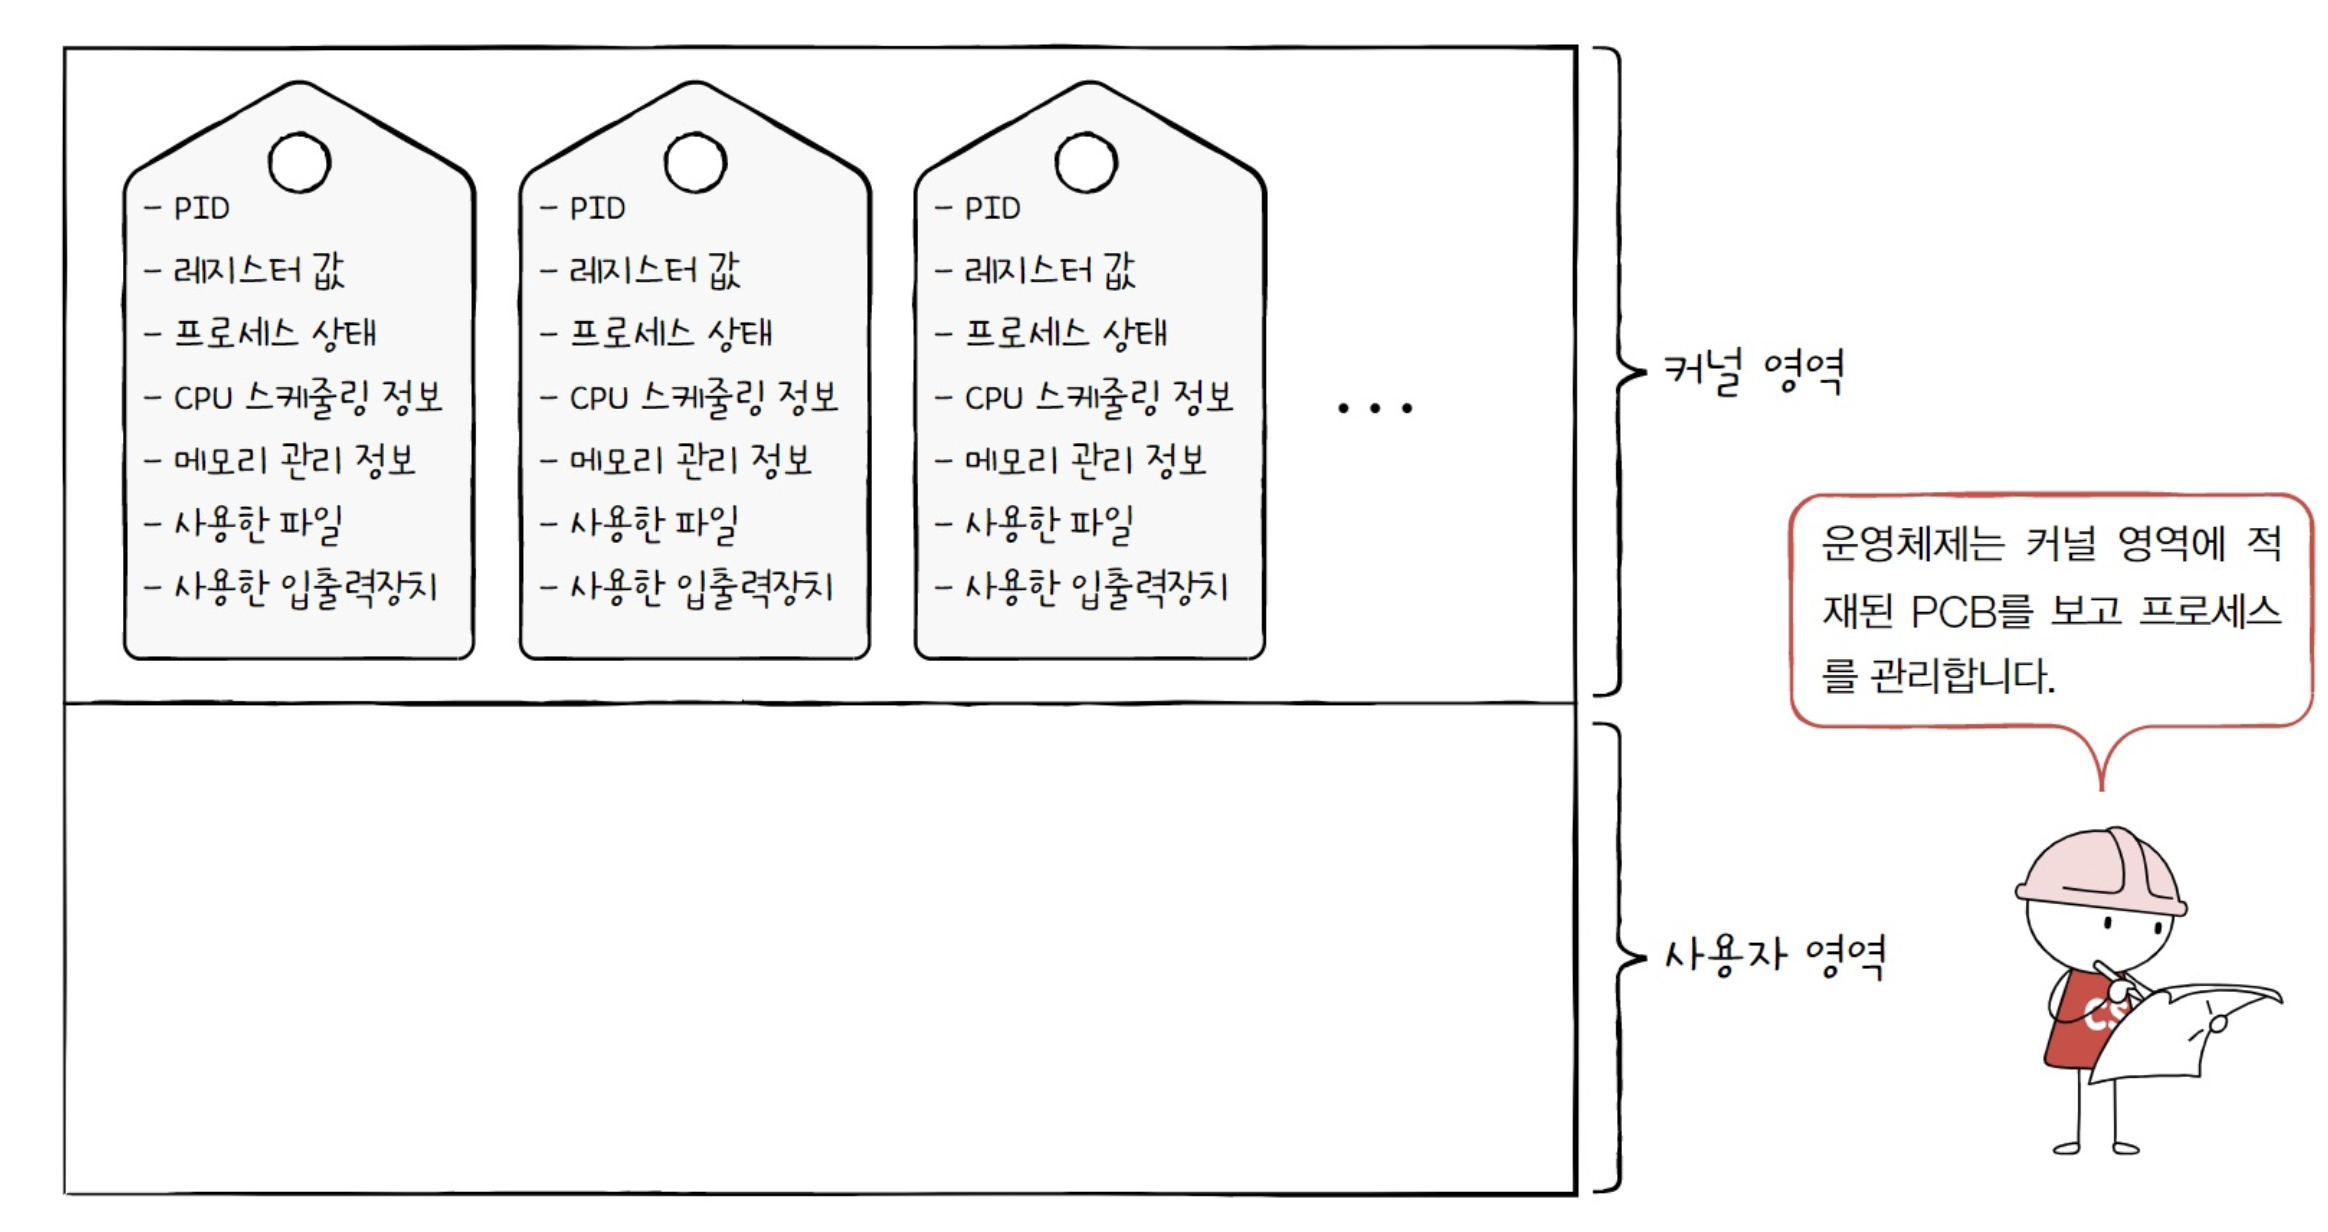 - PID
- 레지스터 값
- 프로세스 상태
- CPU 스케줄링 정보
- 메모리 관리 정보
- 사용한 파일
- 사용한 입출력장치
- PID
- 레지스터 값
- 프로세스 상태
- CPU 스케줄링 정보
- 메모리 관리 정보
- 사용한 파일
- 사용한 입출력장치
- PID
- 레지스터 값
- 프로세스 상태
- CPU 스케줄링 정보
- 메모리 관리 정보
- 사용한 파일
- 사용한 입출력장치
...
커널 영역
운영체제는 커널 영역에 적
재된 PCB를 보고 프로세스
를 관리합니다.
사용자 영역
CS